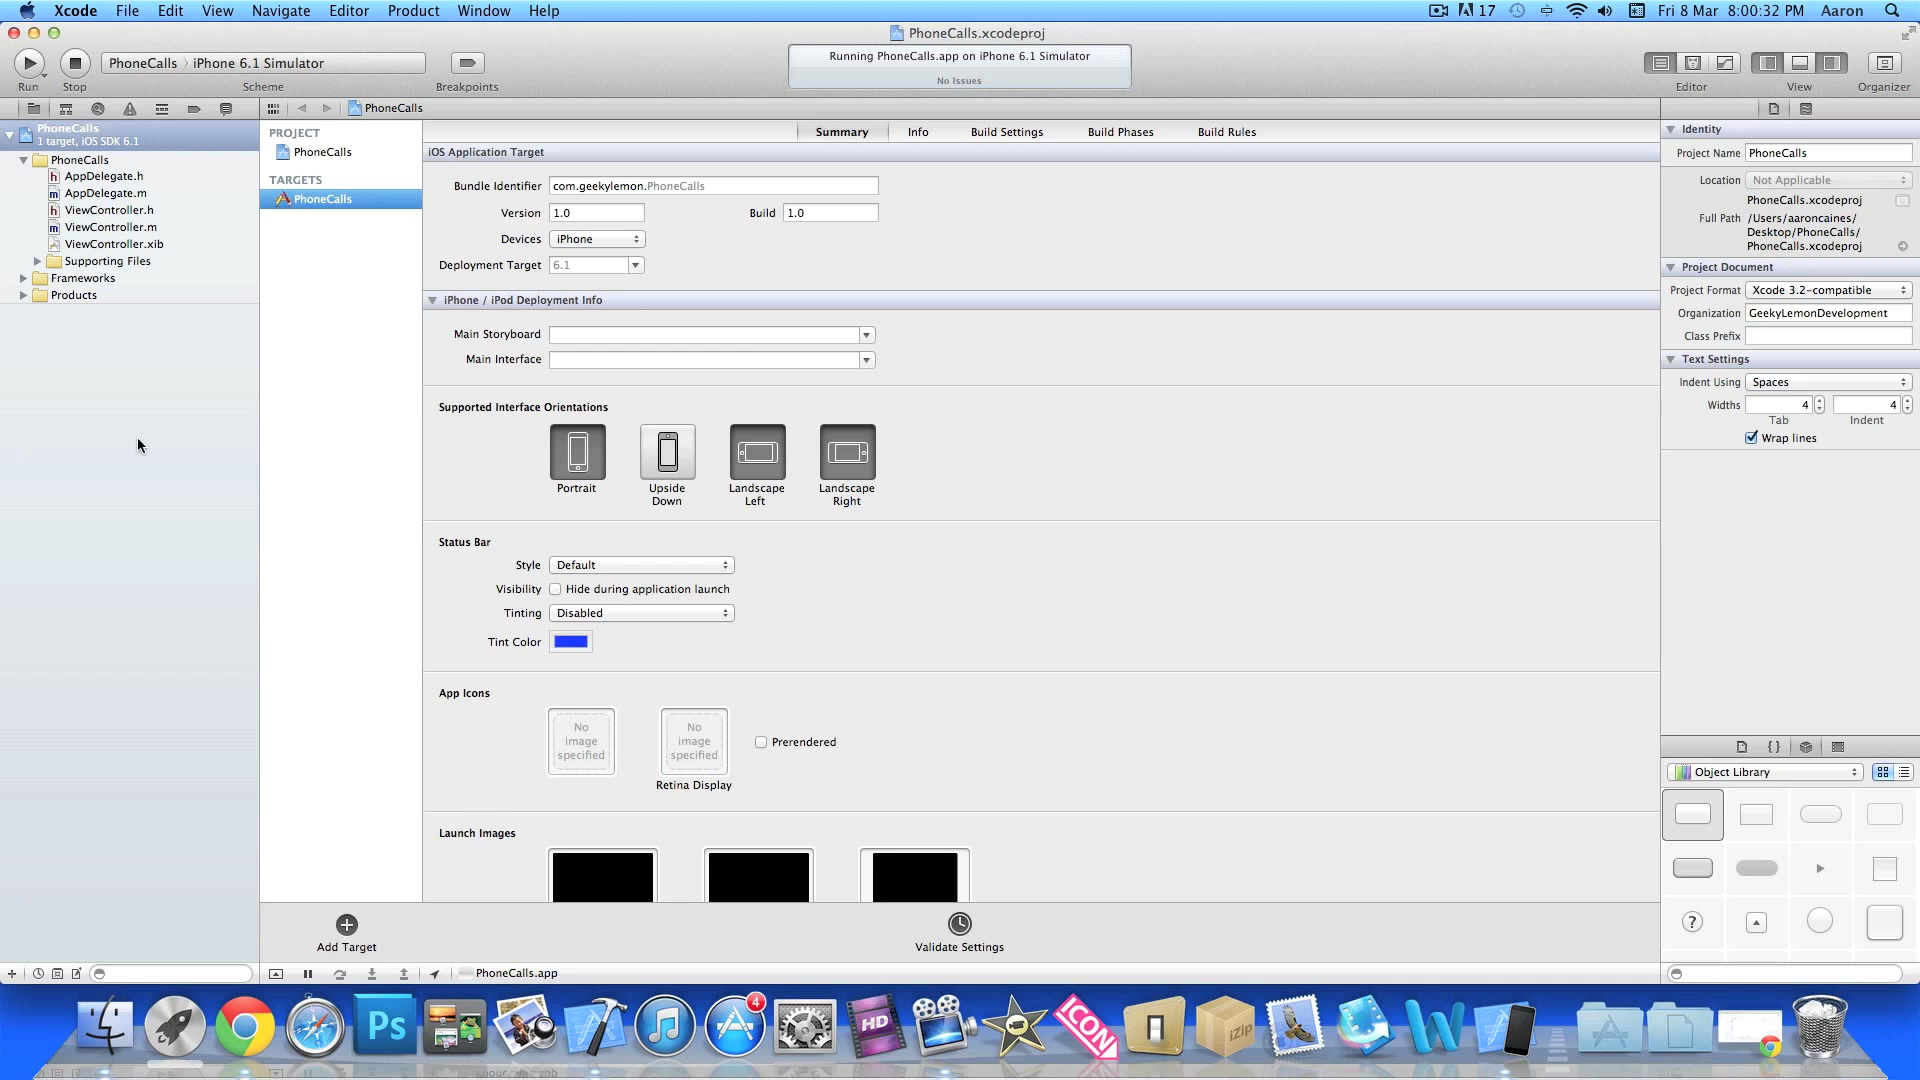 Xcode File Edit View Navigate Editor Product Window Help
17 Fri 8 Mar 8:00:32 PM Aaron
PhoneCalls.xcodeproj
PhoneCalls iPhone 6.1 Simulator
Running PhoneCalls.app on iPhone 6.1 Simulator
No Issues
Run Stop Scheme Breakpoints Editor View Organizer
PhoneCalls
1 target, iOS SDK 6.1
PhoneCalls
AppDelegate.h
AppDelegate.m
ViewController.h
ViewController.m
ViewController.xib
Supporting Files
Frameworks
Products
PhoneCalls
PROJECT
PhoneCalls
TARGETS
PhoneCalls
Summary Info Build Settings Build Phases Build Rules
iOS Application Target
Bundle Identifier com.geekylemon.PhoneCalls
Version 1.0 Build 1.0
Devices iPhone
Deployment Target 6.1
iPhone / iPod Deployment Info
Main Storyboard
Main Interface
Supported Interface Orientations
Portrait
Upside Down
Landscape Left
Landscape Right
Status Bar
Style Default
Visibility Hide during application launch
Tinting Disabled
Tint Color
App Icons
No image specified
No image specified
Prerendered
Retina Display
Launch Images
Add Target
Validate Settings
PhoneCalls.app
Identity
Project Name PhoneCalls
Location Not Applicable
PhoneCalls.xcodeproj
Full Path /Users/aaroncaines/
Desktop/PhoneCalls/
PhoneCalls.xcodeproj
Project Document
Project Format Xcode 3.2-compatible
Organization GeekyLemonDevelopment
Class Prefix
Text Settings
Indent Using Spaces
Widths 4 4
Tab Indent
Wrap lines
{ }
Object Library
?
Ps
4
HD
ICON
iZip
W